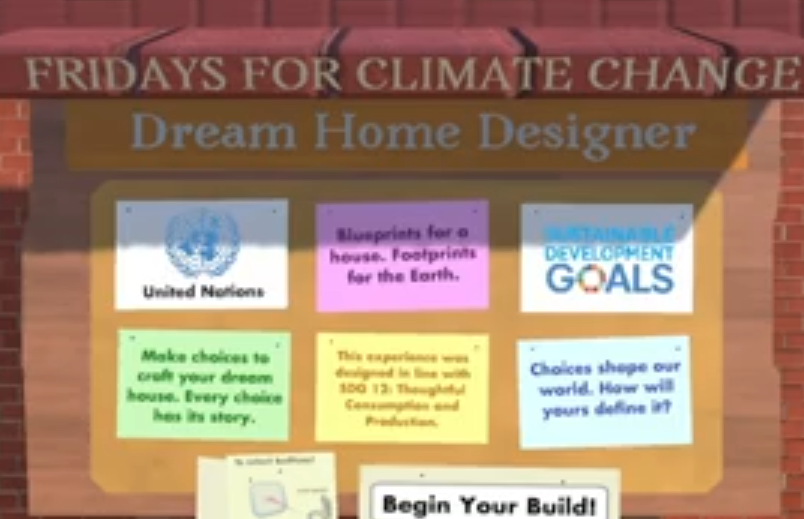 FRIDAYS FOR CLIMATE CHANGE
Dream Home Designer
United Nations
Blueprints for a
house. Footprints
for the Earth.
SUSTAINABLE
DEVELOPMENT
GOALS
Make choices to
craft your dream
house. Every choice
has its story.
This experience was
designed in line with
SDG 12: Thoughtful
Consumption and
Production.
Choices shape our
world. How will
yours define it?
Begin Your Build!